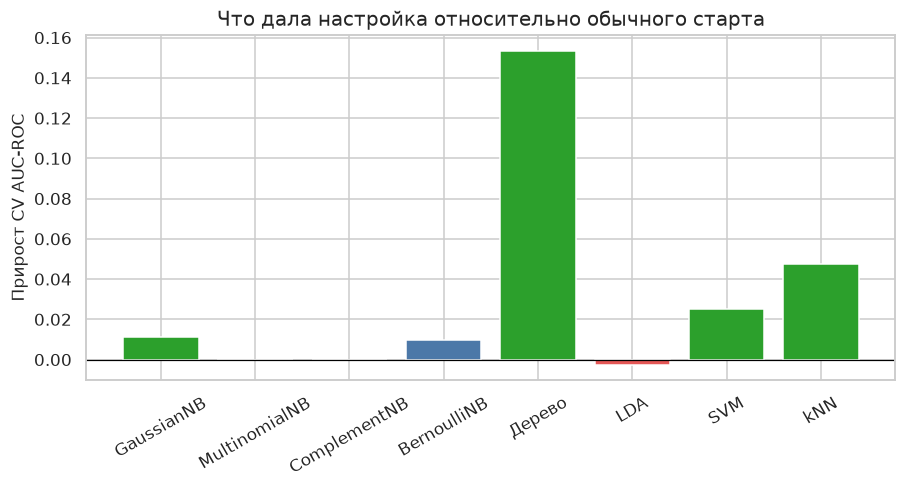 Что дала настройка относительно обычного старта
Прирост CV AUC-ROC
0.16
0.14
0.12
0.10
0.08
0.06
0.04
0.02
0.00
GaussianNB
MultinomialNB
ComplementNB
BernoulliNB
Дерево
LDA
SVM
kNN